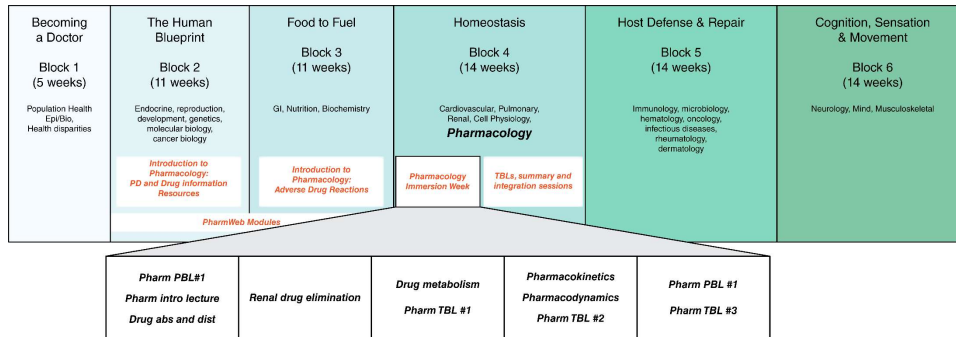 Becoming
a Doctor
Block 1
(5 weeks)
Population Health
Epi/Bio,
Health disparities
The Human
Blueprint
Block 2
(11 weeks)
Endocrine, reproduction,
development, genetics,
molecular biology,
cancer biology
Introduction to
Pharmacology:
PD and Drug information
Resources
Food to Fuel
Block 3
(11 weeks)
GI, Nutrition, Biochemistry
Introduction to
Pharmacology:
Adverse Drug Reactions
PharmWeb Modules
Homeostasis
Block 4
(14 weeks)
Cardiovascular, Pulmonary,
Renal, Cell Physiology,
Pharmacology
Pharmacology
Immersion Week
TBLs, summary and
integration sessions
Host Defense & Repair
Block 5
(14 weeks)
Immunology, microbiology,
hematology, oncology,
infectious diseases,
rheumatology,
dermatology
Cognition, Sensation
& Movement
Block 6
(14 weeks)
Neurology, Mind, Musculoskeletal
Pharm PBL#1
Pharm intro lecture
Drug abs and dist
Renal drug elimination
Drug metabolism
Pharm TBL #1
Pharmacokinetics
Pharmacodynamics
Pharm TBL #2
Pharm PBL #1
Pharm TBL #3